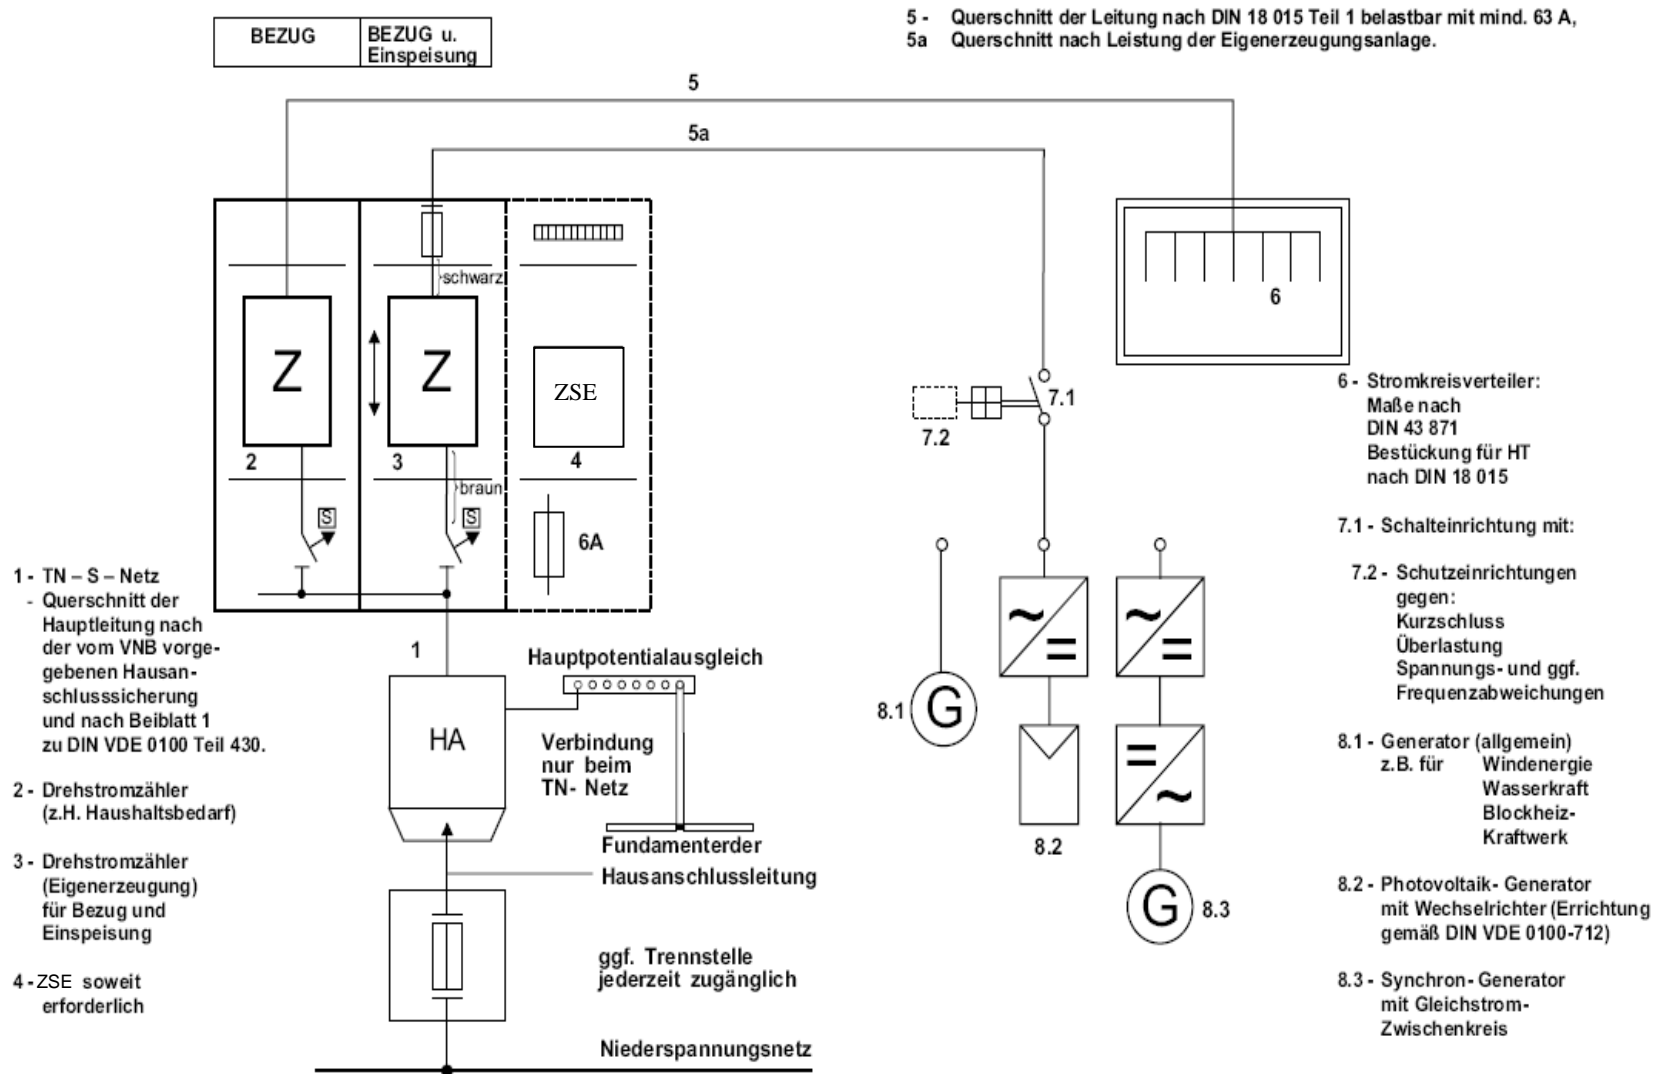 BEZUG
BEZUG u.
Einspeisung
5 - Querschnitt der Leitung nach DIN 18 015 Teil 1 belastbar mit mind. 63 A,
5a Querschnitt nach Leistung der Eigenerzeugungsanlage.
5
5a
schwarz
Z
Z
ZSE
2
3
4
braun
S
S
6A
6
7.1
7.2
1 - TN – S – Netz
- Querschnitt der
Hauptleitung nach
der vom VNB vorge-
gebenen Hausan-
schlusssicherung
und nach Beiblatt 1
zu DIN VDE 0100 Teil 430.
2 - Drehstromzähler
(z.H. Haushaltsbedarf)
3 - Drehstromzähler
(Eigenerzeugung)
für Bezug und
Einspeisung
4 - ZSE soweit
erforderlich
1
Hauptpotentialausgleich
HA
Verbindung
nur beim
TN- Netz
Fundamenterder
Hausanschlussleitung
ggf. Trennstelle
jederzeit zugänglich
Niederspannungsnetz
~
=
~
=
8.1
G
=
~
8.2
G
8.3
6 - Stromkreisverteiler:
Maße nach
DIN 43 871
Bestückung für HT
nach DIN 18 015
7.1 - Schalteinrichtung mit:
7.2 - Schutzeinrichtungen
gegen:
Kurzschluss
Überlastung
Spannungs- und ggf.
Frequenzabweichungen
8.1 - Generator (allgemein)
z.B. für Windenergie
Wasserkraft
Blockheiz-
Kraftwerk
8.2 - Photovoltaik- Generator
mit Wechselrichter (Errichtung
gemäß DIN VDE 0100-712)
8.3 - Synchron- Generator
mit Gleichstrom-
Zwischenkreis